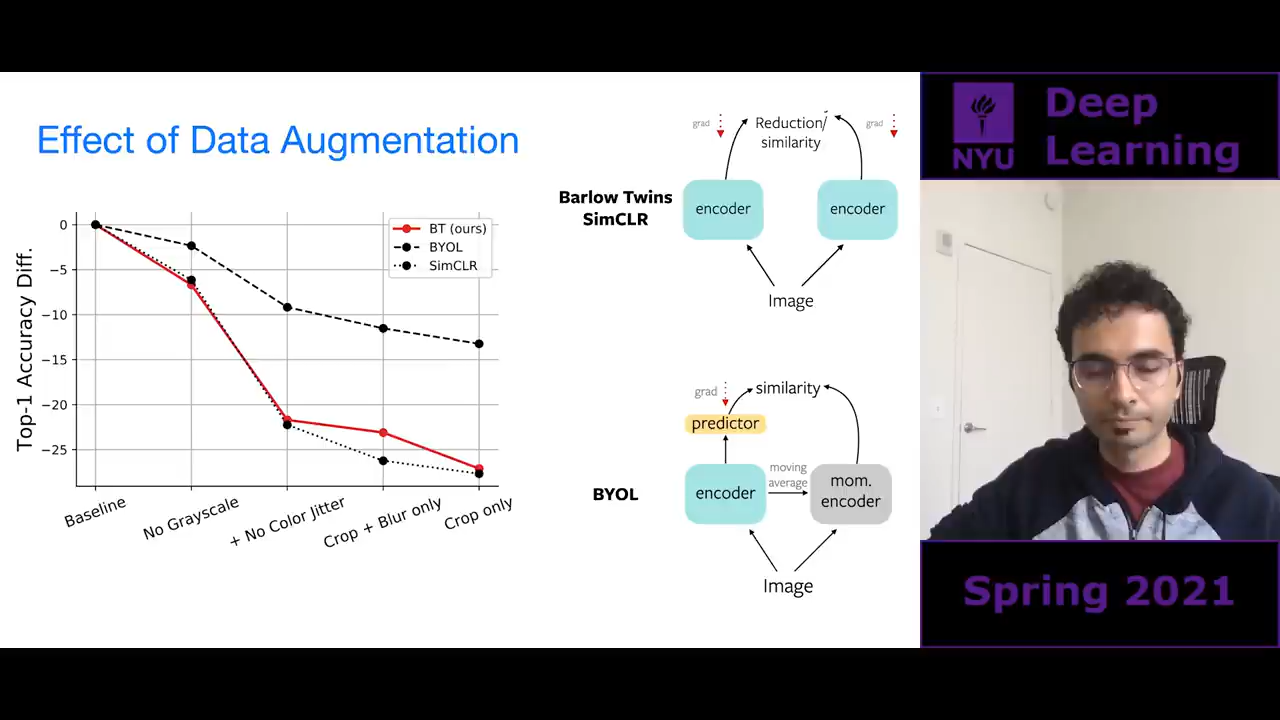 Effect of Data Augmentation
Top-1 Accuracy Diff.
0
−5
−10
−15
−20
−25
BT (ours)
BYOL
SimCLR
Baseline
No Grayscale
+ No Color Jitter
Crop + Blur only
Crop only
grad
Reduction/
similarity
grad
Barlow Twins
SimCLR
encoder
encoder
Image
grad
similarity
predictor
BYOL
encoder
moving
average
mom.
encoder
Image
NYU
Deep
Learning
Spring 2021